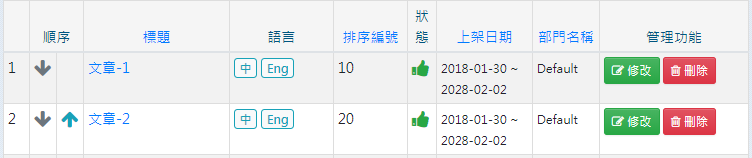 順序 標題 語言 排序編號 狀態 上架日期 部門名稱 管理功能
1 文章-1 中 Eng 10 2018-01-30 ~ Default 修改 刪除
2028-02-02
2 文章-2 中 Eng 20 2018-01-30 ~ Default 修改 刪除
2028-02-02